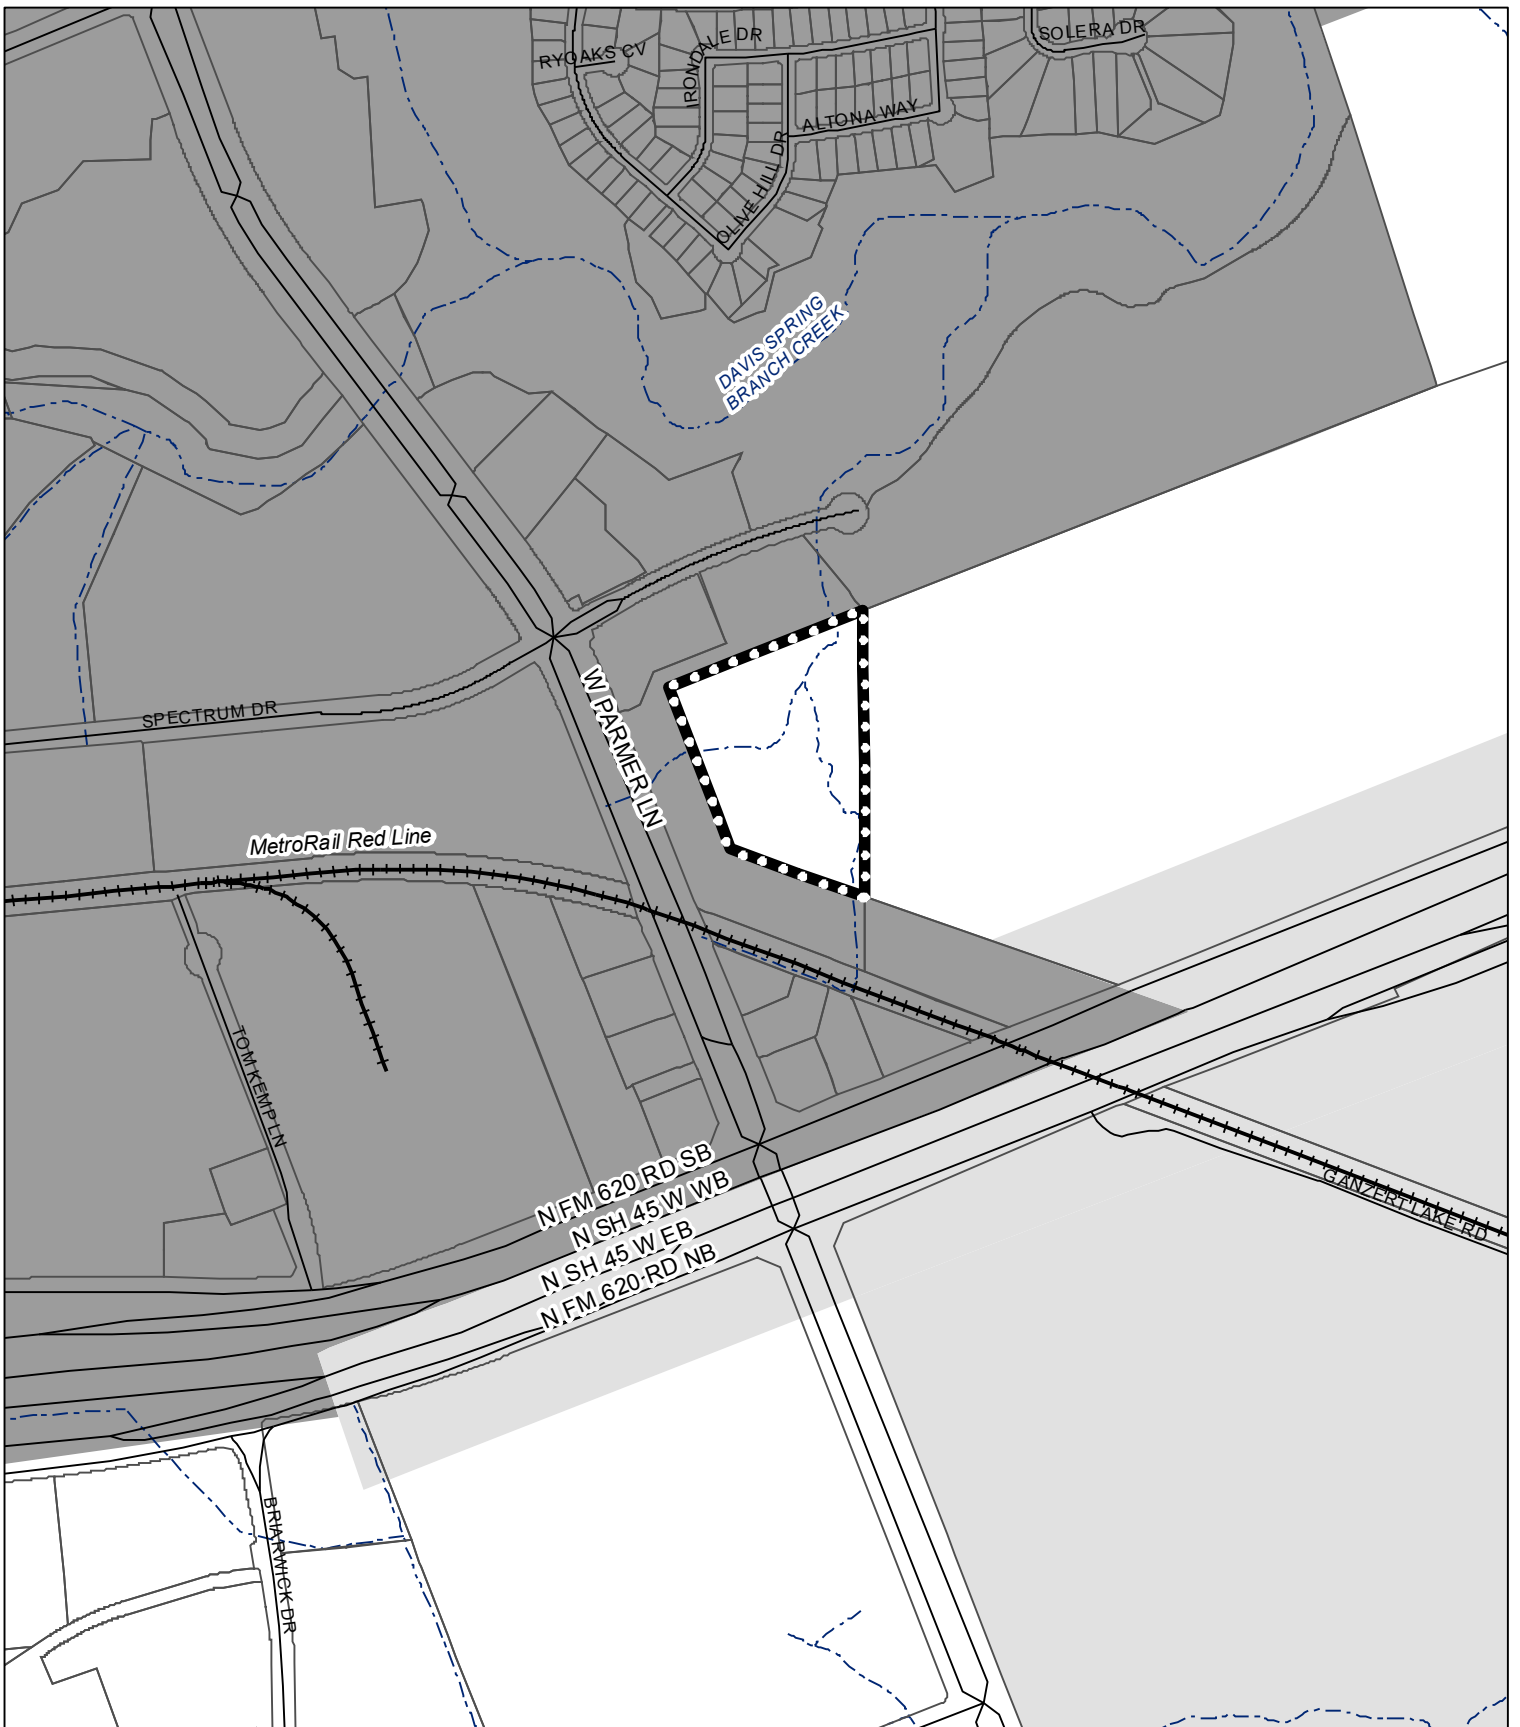 SOLERA DR
RYOAKS CV
IRONDALE DR
ALTONA WAY
OLIVE HILL DR
DAVIS SPRING
BRANCH CREEK
W PARMER LN
SPECTRUM DR
MetroRail Red Line
TOM KEMP LN
N FM 620 RD SB
N SH 45 W WB
N SH 45 W EB
N FM 620 RD NB
GANZERT LAKE RD
BRIARWICK DR